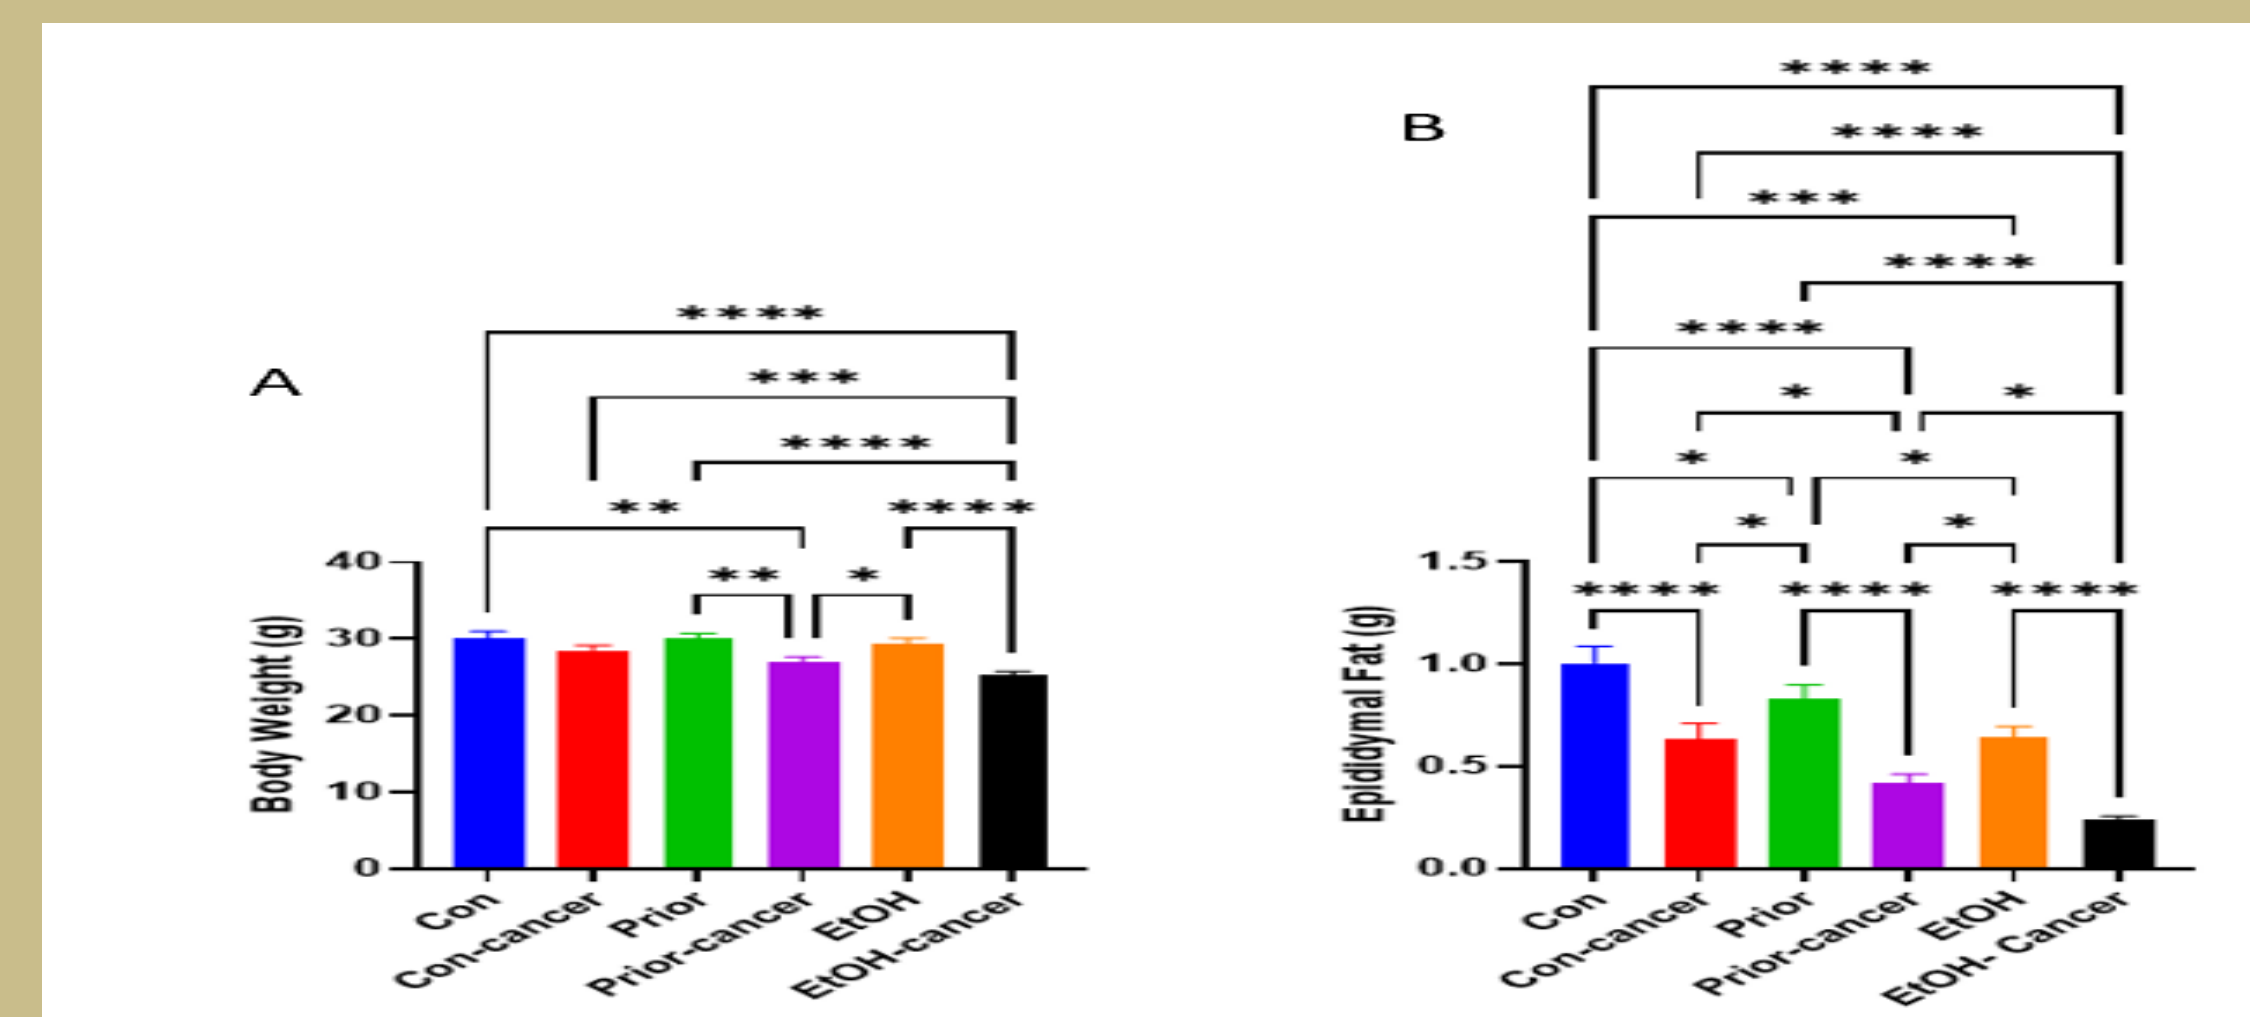 A
****
***
****
** ****
** *
Body Weight (g)
40
30
20
10
0
Con
Con-cancer
Prior
Prior-cancer
EtOH
EtOH-cancer
B
****
****
***
****
****
* *
* *
* *
**** **** ****
Epididymal Fat (g)
1.5
1.0
0.5
0.0
Con
Con-cancer
Prior
Prior-cancer
EtOH
EtOH- Cancer